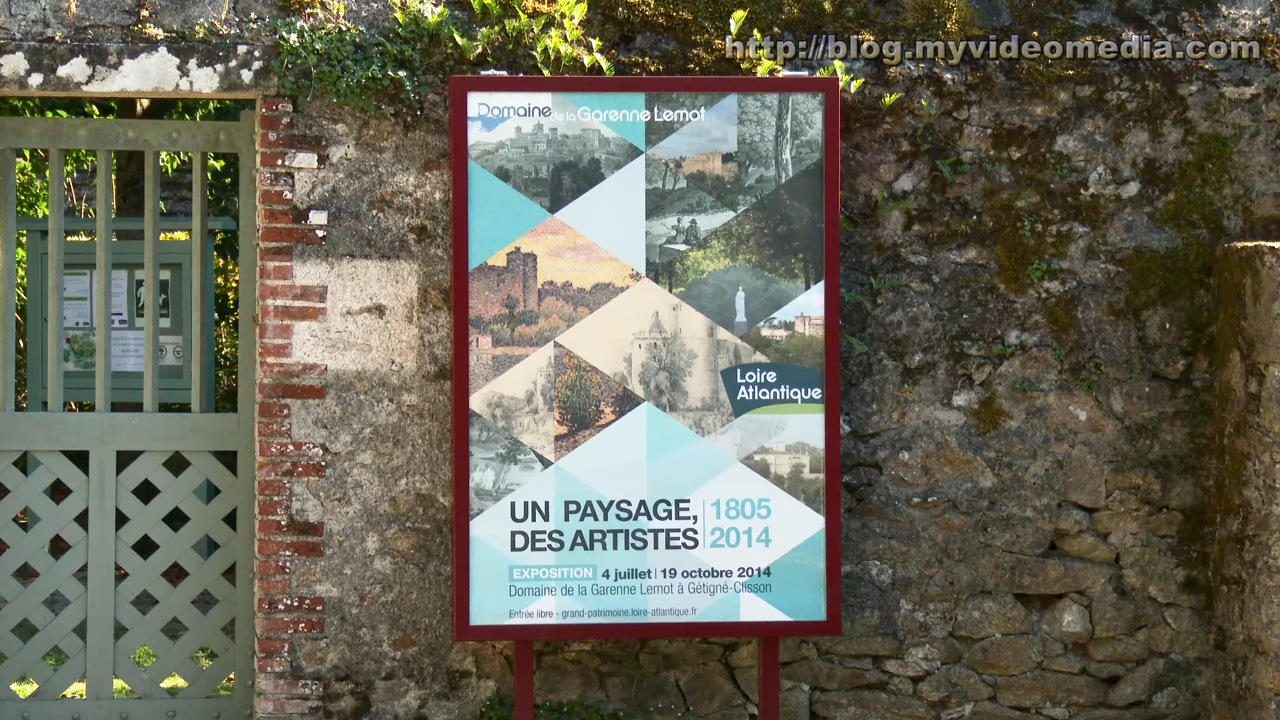 http://blog.myvideomedia.com
Domaine de la Garenne Lemot
Loire
Atlantique
UN PAYSAGE, 1805
DES ARTISTES 2014
EXPOSITION 4 juillet | 19 octobre 2014
Domaine de la Garenne Lemot à Gétigné-Clisson
Entrée libre - grand-patrimoine.loire-atlantique.fr